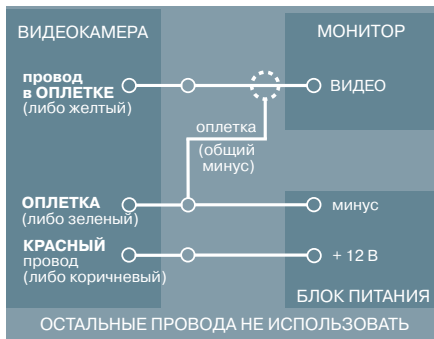 ВИДЕОКАМЕРА
МОНИТОР
провод
в ОПЛЕТКЕ
(либо желтый)
ВИДЕО
оплетка
(общий
минус)
ОПЛЕТКА
(либо зеленый)
минус
КРАСНЫЙ
провод
(либо коричневый)
+ 12 В
БЛОК ПИТАНИЯ
ОСТАЛЬНЫЕ ПРОВОДА НЕ ИСПОЛЬЗОВАТЬ